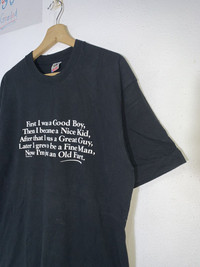 First I was a Good Boy,
Then I became a Nice Kid,
After that I was a Great Guy,
Later I grew to be a Fine Man,
Now I'm just an Old Fart.